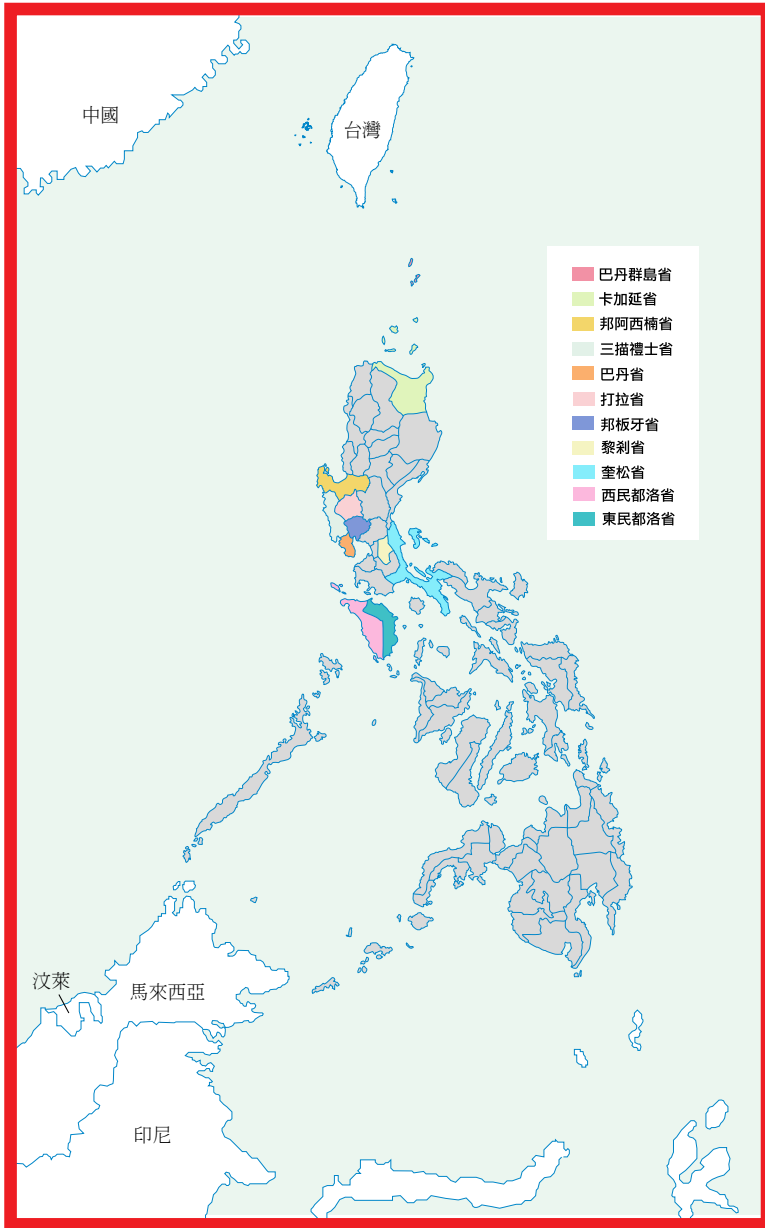 中國
台灣
巴丹群島省
卡加延省
邦阿西楠省
三描禮士省
巴丹省
打拉省
邦板牙省
黎剎省
奎松省
西民都洛省
東民都洛省
汶萊
馬來西亞
印尼